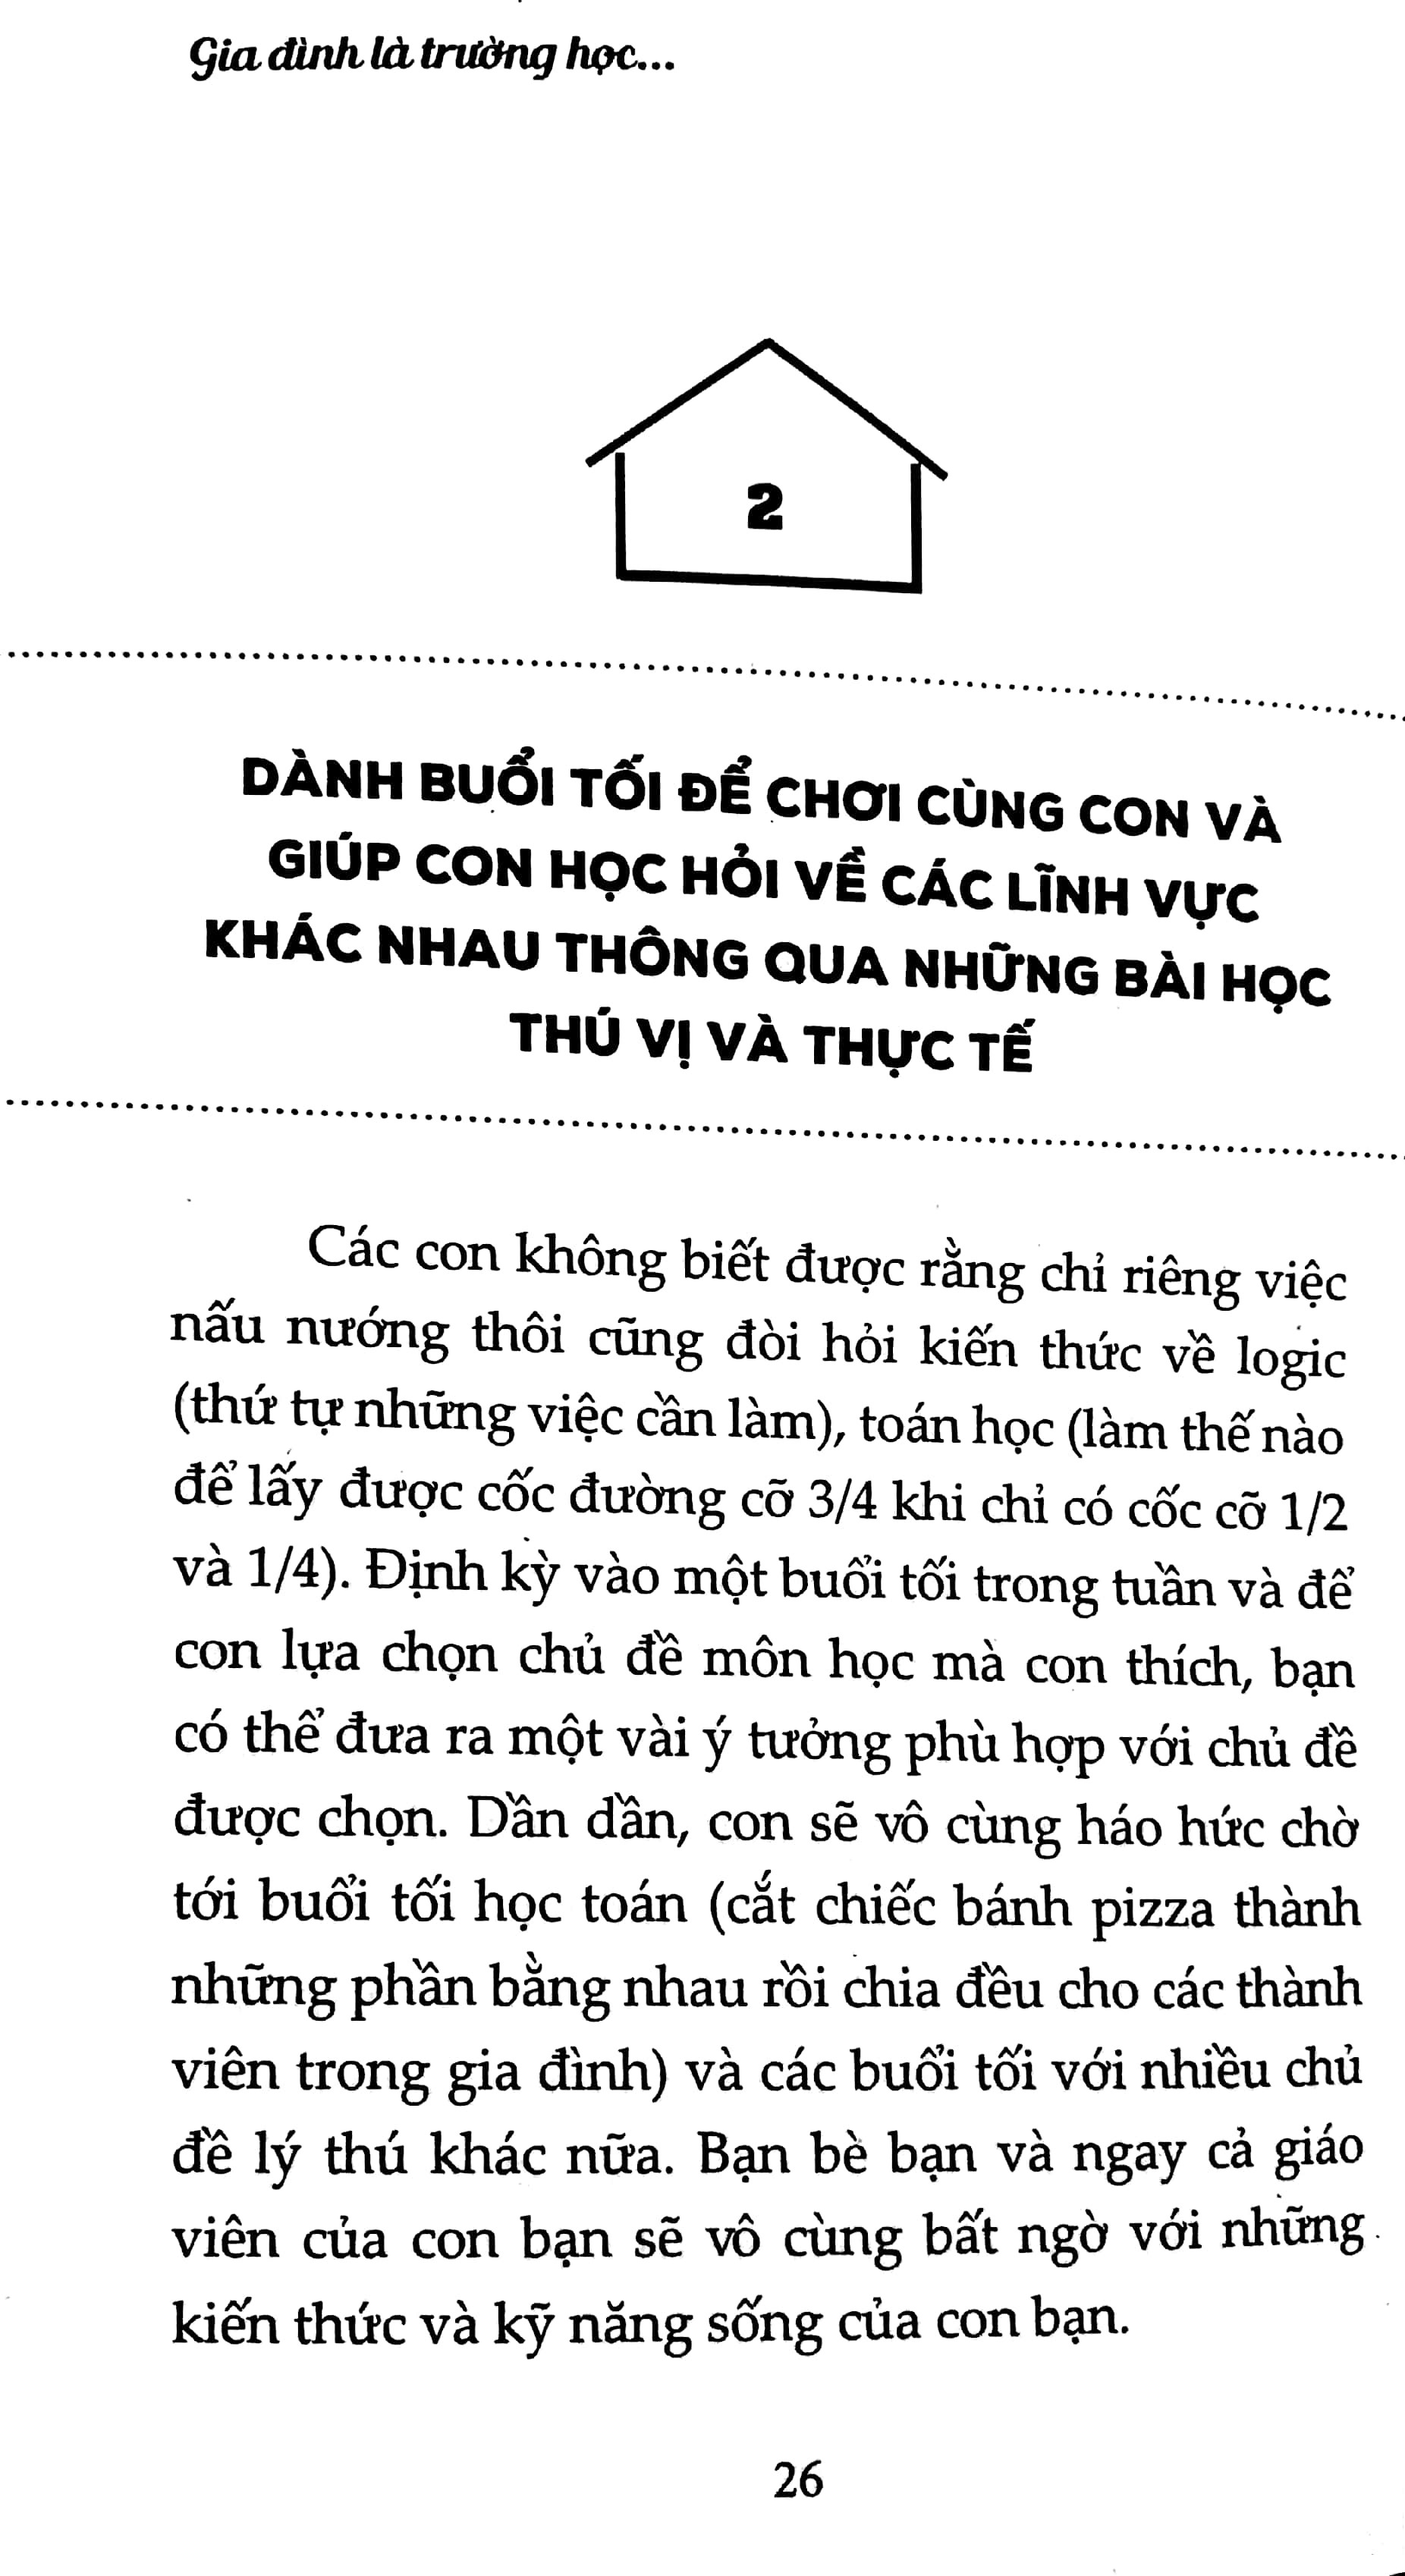 Gia đình là trường học...
2
DÀNH BUỔI TỐI ĐỂ CHƠI CÙNG CON VÀ
GIÚP CON HỌC HỎI VỀ CÁC LĨNH VỰC
KHÁC NHAU THÔNG QUA NHỮNG BÀI HỌC
THÚ VỊ VÀ THỰC TẾ
Các con không biết được rằng chỉ riêng việc
nấu nướng thôi cũng đòi hỏi kiến thức về logic
(thứ tự những việc cần làm), toán học (làm thế nào
để lấy được cốc đường cỡ 3/4 khi chỉ có cốc cỡ 1/2
và 1/4). Định kỳ vào một buổi tối trong tuần và để
con lựa chọn chủ đề môn học mà con thích, bạn
có thể đưa ra một vài ý tưởng phù hợp với chủ đề
được chọn. Dần dần, con sẽ vô cùng háo hức chờ
tới buổi tối học toán (cắt chiếc bánh pizza thành
những phần bằng nhau rồi chia đều cho các thành
viên trong gia đình) và các buổi tối với nhiều chủ
đề lý thú khác nữa. Bạn bè bạn và ngay cả giáo
viên của con bạn sẽ vô cùng bất ngờ với những
kiến thức và kỹ năng sống của con bạn.
26